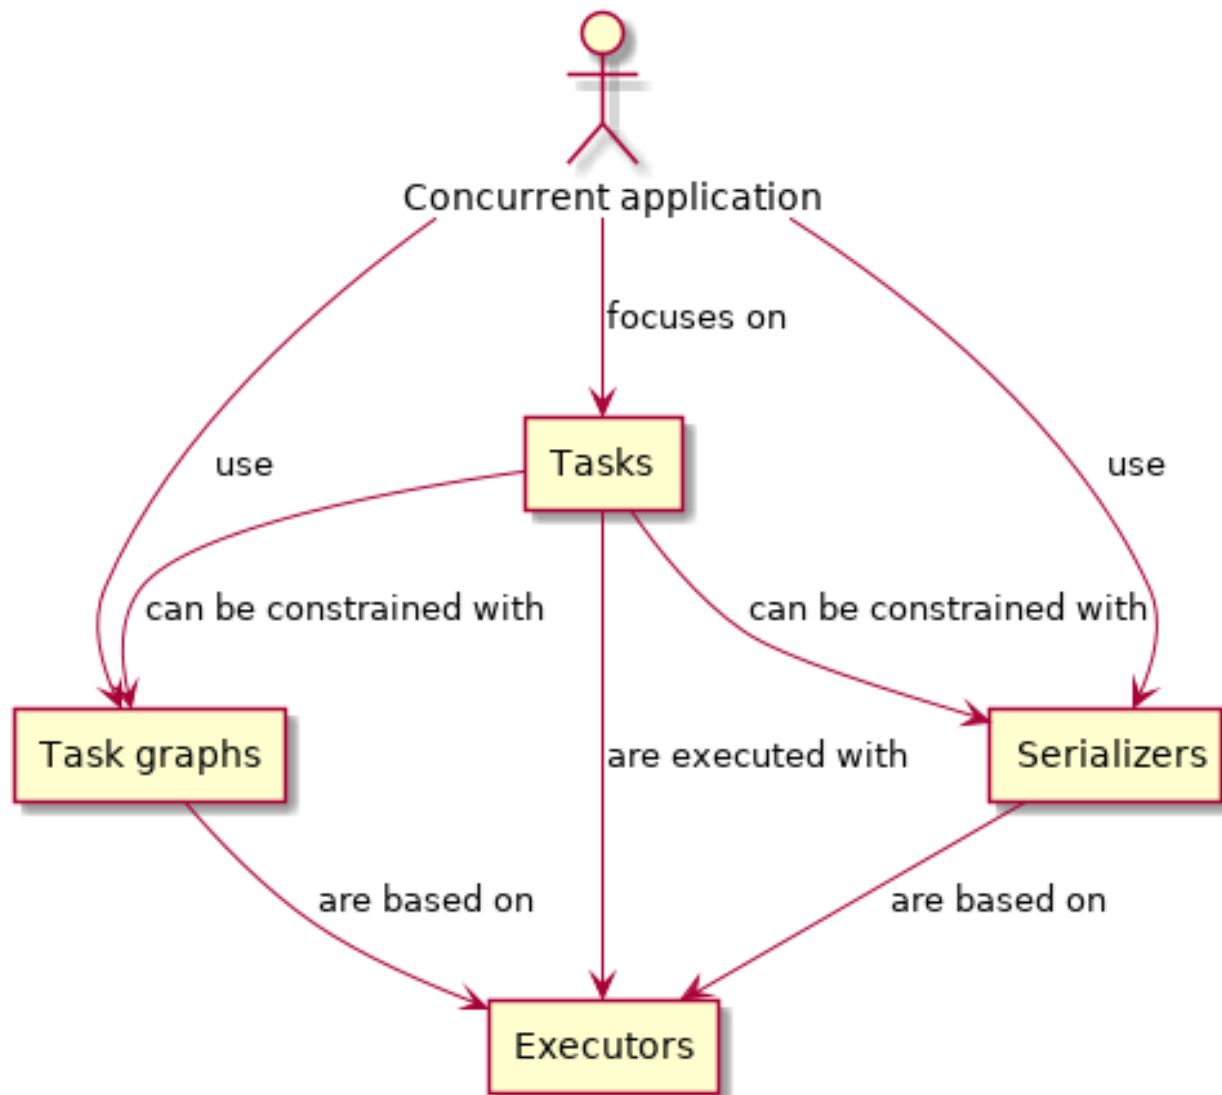 Concurrent application
focuses on
use
Tasks
use
can be constrained with
can be constrained with
Task graphs
are executed with
Serializers
are based on
are based on
Executors